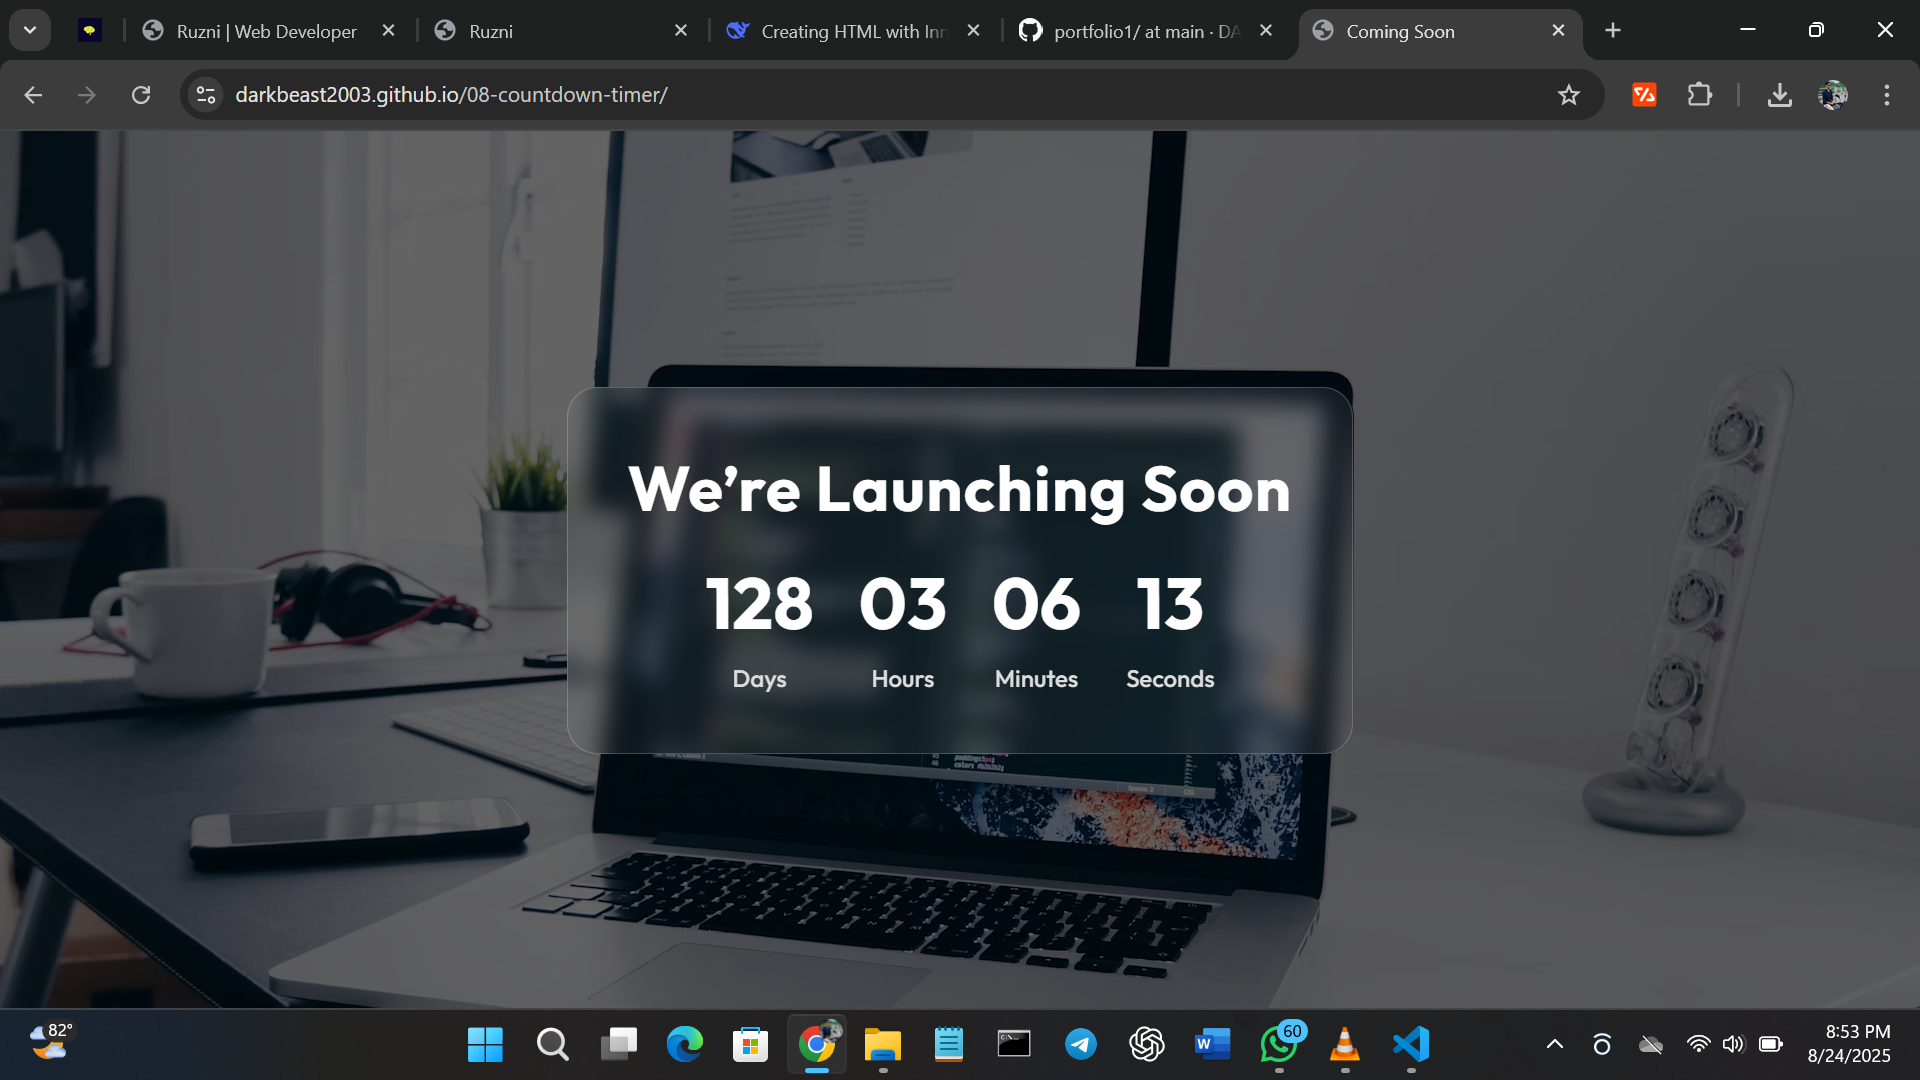 Ruzni | Web Developer
Ruzni
Creating HTML with Inn
portfolio1/ at main · DA
Coming Soon
darkbeast2003.github.io/08-countdown-timer/
We’re Launching Soon
128 03 06 13
Days Hours Minutes Seconds
82°
60
8:53 PM
8/24/2025